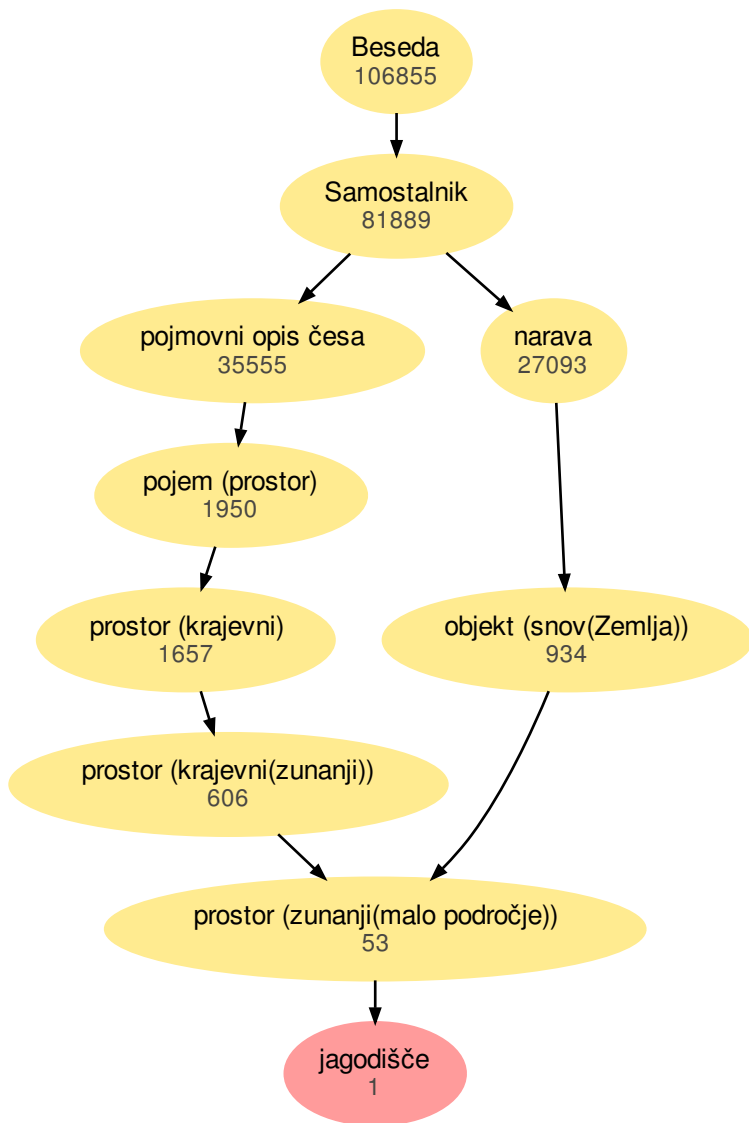 Beseda
106855
Samostalnik
81889
pojmovni opis česa
35555
narava
27093
pojem (prostor)
1950
prostor (krajevni)
1657
objekt (snov(Zemlja))
934
prostor (krajevni(zunanji))
606
prostor (zunanji(malo področje))
53
jagodišče
1